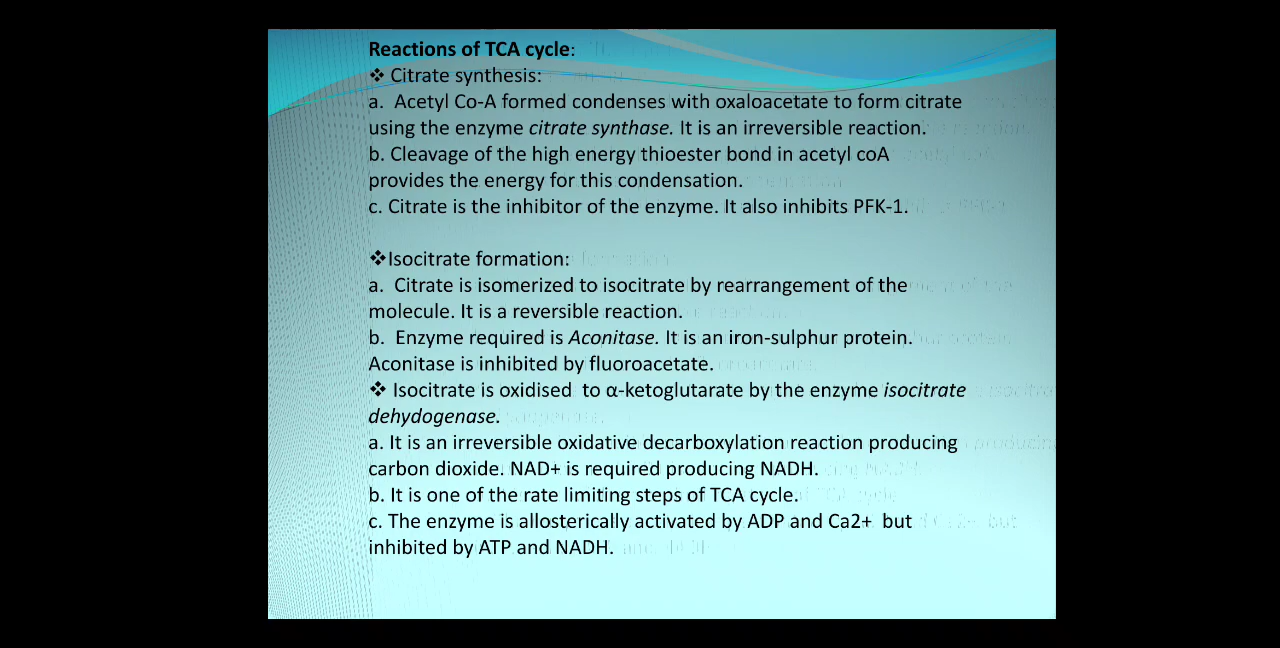 Reactions of TCA cycle:
❖ Citrate synthesis:
a. Acetyl Co-A formed condenses with oxaloacetate to form citrate
using the enzyme citrate synthase. It is an irreversible reaction.
b. Cleavage of the high energy thioester bond in acetyl coA
provides the energy for this condensation.
c. Citrate is the inhibitor of the enzyme. It also inhibits PFK-1.
❖Isocitrate formation:
a. Citrate is isomerized to isocitrate by rearrangement of the
molecule. It is a reversible reaction.
b. Enzyme required is Aconitase. It is an iron-sulphur protein.
Aconitase is inhibited by fluoroacetate.
❖ Isocitrate is oxidised to α-ketoglutarate by the enzyme isocitrate
dehydogenase.
a. It is an irreversible oxidative decarboxylation reaction producing
carbon dioxide. NAD+ is required producing NADH.
b. It is one of the rate limiting steps of TCA cycle.
c. The enzyme is allosterically activated by ADP and Ca2+ but
inhibited by ATP and NADH.